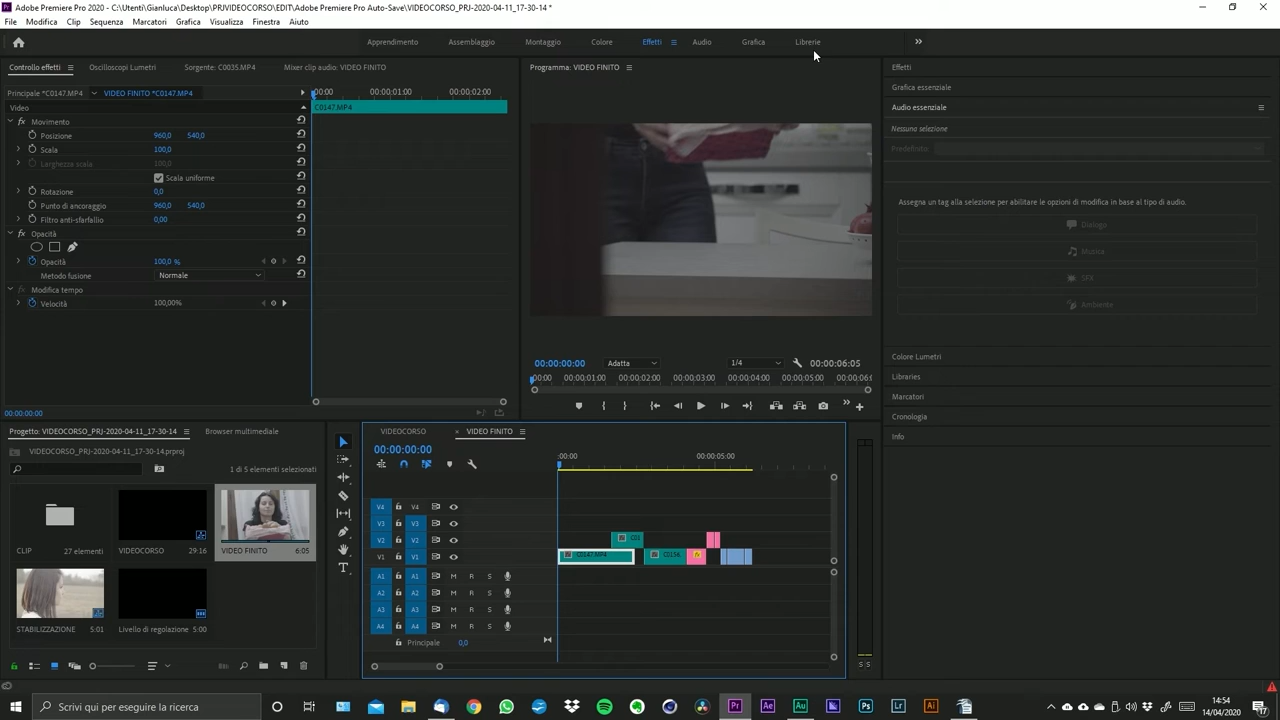 Adobe Premiere Pro 2020 - C:\Utenti\Gianluca\Desktop\PRJVIDEOCORSO\EDIT\Adobe Premiere Pro Auto-Save\VIDEOCORSO_PRJ-2020-04-11_17-30-14 *
File Modifica Clip Sequenza Marcatori Grafica Visualizza Finestra Aiuto
Apprendimento Assemblaggio Montaggio Colore Effetti Audio Grafica Librerie
Controllo effetti Oscilloscopi Lumetri Sorgente: C0035.MP4 Mixer clip audio: VIDEO FINITO
Principale *C0147.MP4 VIDEO FINITO *C0147.MP4
:00:00 00:00:01:00 00:00:02:00
Video
C0147.MP4
fx Movimento
Posizione 960,0 540,0
Scala 100,0
Larghezza scala 100,0
Scala uniforme
Rotazione 0,0
Punto di ancoraggio 960,0 540,0
Filtro anti-sfarfallio 0,00
fx Opacità
Opacità 100,0 %
Metodo fusione Normale
Modifica tempo
Velocità 100,00%
00:00:00:00
Programma: VIDEO FINITO
00:00:00:00 Adatta 1/4 00:00:06:05
:00:00 00:00:01:00 00:00:02:00 00:00:03:00 00:00:04:00 00:00:05:00 00:00:06:0
Effetti
Grafica essenziale
Audio essenziale
Nessuna selezione
Predefinito:
Assegna un tag alla selezione per abilitare le opzioni di modifica in base al tipo di audio.
Dialogo
Musica
SFX
Ambiente
Colore Lumetri
Libraries
Marcatori
Cronologia
Info
Progetto: VIDEOCORSO_PRJ-2020-04-11_17-30-14 Browser multimediale
VIDEOCORSO_PRJ-2020-04-11_17-30-14.prproj
1 di 5 elementi selezionati
CLIP 27 elementi
VIDEOCORSO 29:16
VIDEO FINITO 6:05
STABILIZZAZIONE 5:01
Livello di regolazione 5:00
VIDEOCORSO × VIDEO FINITO
00:00:00:00
:00:00 00:00:05:00
V4 V4
V3 V3
V2 V2 C01
V1 V1 C0147.MP4 C0156.
A1 A1 M R S
A2 A2 M R S
A3 A3 M R S
A4 A4 M R S
Principale 0,0
S S
Scrivi qui per eseguire la ricerca
Pr Ae Au Ps Lr Ai
14:54
14/04/2020
17